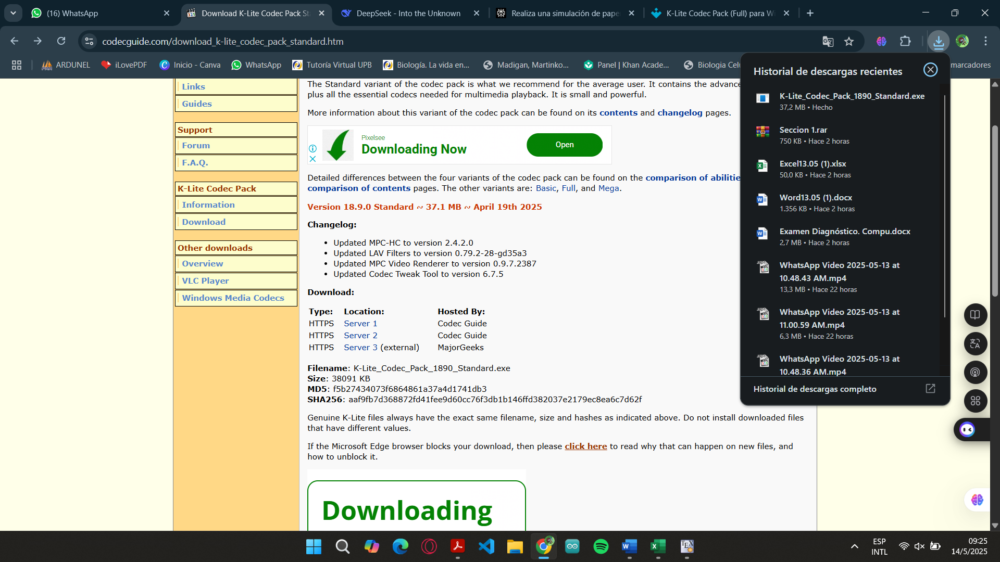 (16) WhatsApp
Download K-Lite Codec Pack St
DeepSeek - Into the Unknown
Realiza una simulación de pape
K-Lite Codec Pack (Full) para Wi
codecguide.com/download_k-lite_codec_pack_standard.htm
ARDUNEL
iLovePDF
Inicio - Canva
WhatsApp
Tutoría Virtual UPB
Biología. La vida en...
Madigan, Martinko...
Panel | Khan Acade...
Biologia Cel
marcadores
Links
Guides
Support
Forum
F.A.Q.
K-Lite Codec Pack
Information
Download
Other downloads
Overview
VLC Player
Windows Media Codecs
The Standard variant of the codec pack is what we recommend for the average user. It contains the advance
plus all the essential codecs needed for multimedia playback. It is small and powerful.
More information about this variant of the codec pack can be found on its contents and changelog pages.
Pixelsee
Downloading Now
Open
Detailed differences between the four variants of the codec pack can be found on the comparison of abilitie
comparison of contents pages. The other variants are: Basic, Full, and Mega.
Version 18.9.0 Standard ~ 37.1 MB ~ April 19th 2025
Changelog:
• Updated MPC-HC to version 2.4.2.0
• Updated LAV Filters to version 0.79.2-28-gd35a3
• Updated MPC Video Renderer to version 0.9.7.2387
• Updated Codec Tweak Tool to version 6.7.5
Download:
Type: Location: Hosted By:
HTTPS Server 1 Codec Guide
HTTPS Server 2 Codec Guide
HTTPS Server 3 (external) MajorGeeks
Filename: K-Lite_Codec_Pack_1890_Standard.exe
Size: 38091 KB
MD5: f5b27434073f6864861a37a4d1741db3
SHA256: aaf9fb7d368872fd41fee9d60cc76f3db1b146ffd382037e2179ec8ea6c7d62f
Genuine K-Lite files always have the exact same filename, size and hashes as indicated above. Do not install downloaded files
that have different values.
If the Microsoft Edge browser blocks your download, then please click here to read why that can happen on new files, and
how to unblock it.
Downloading
Historial de descargas recientes
K-Lite_Codec_Pack_1890_Standard.exe
37,2 MB • Hecho
Seccion 1.rar
750 KB • Hace 2 horas
Excel13.05 (1).xlsx
50,0 KB • Hace 2 horas
Word13.05 (1).docx
1.356 KB • Hace 2 horas
Examen Diagnóstico. Compu.docx
2,7 MB • Hace 2 horas
WhatsApp Video 2025-05-13 at
10.48.43 AM.mp4
13,3 MB • Hace 22 horas
WhatsApp Video 2025-05-13 at
11.00.59 AM.mp4
6,3 MB • Hace 22 horas
WhatsApp Video 2025-05-13 at
10.48.36 AM.mp4
Historial de descargas completo
ESP
INTL
09:25
14/5/2025